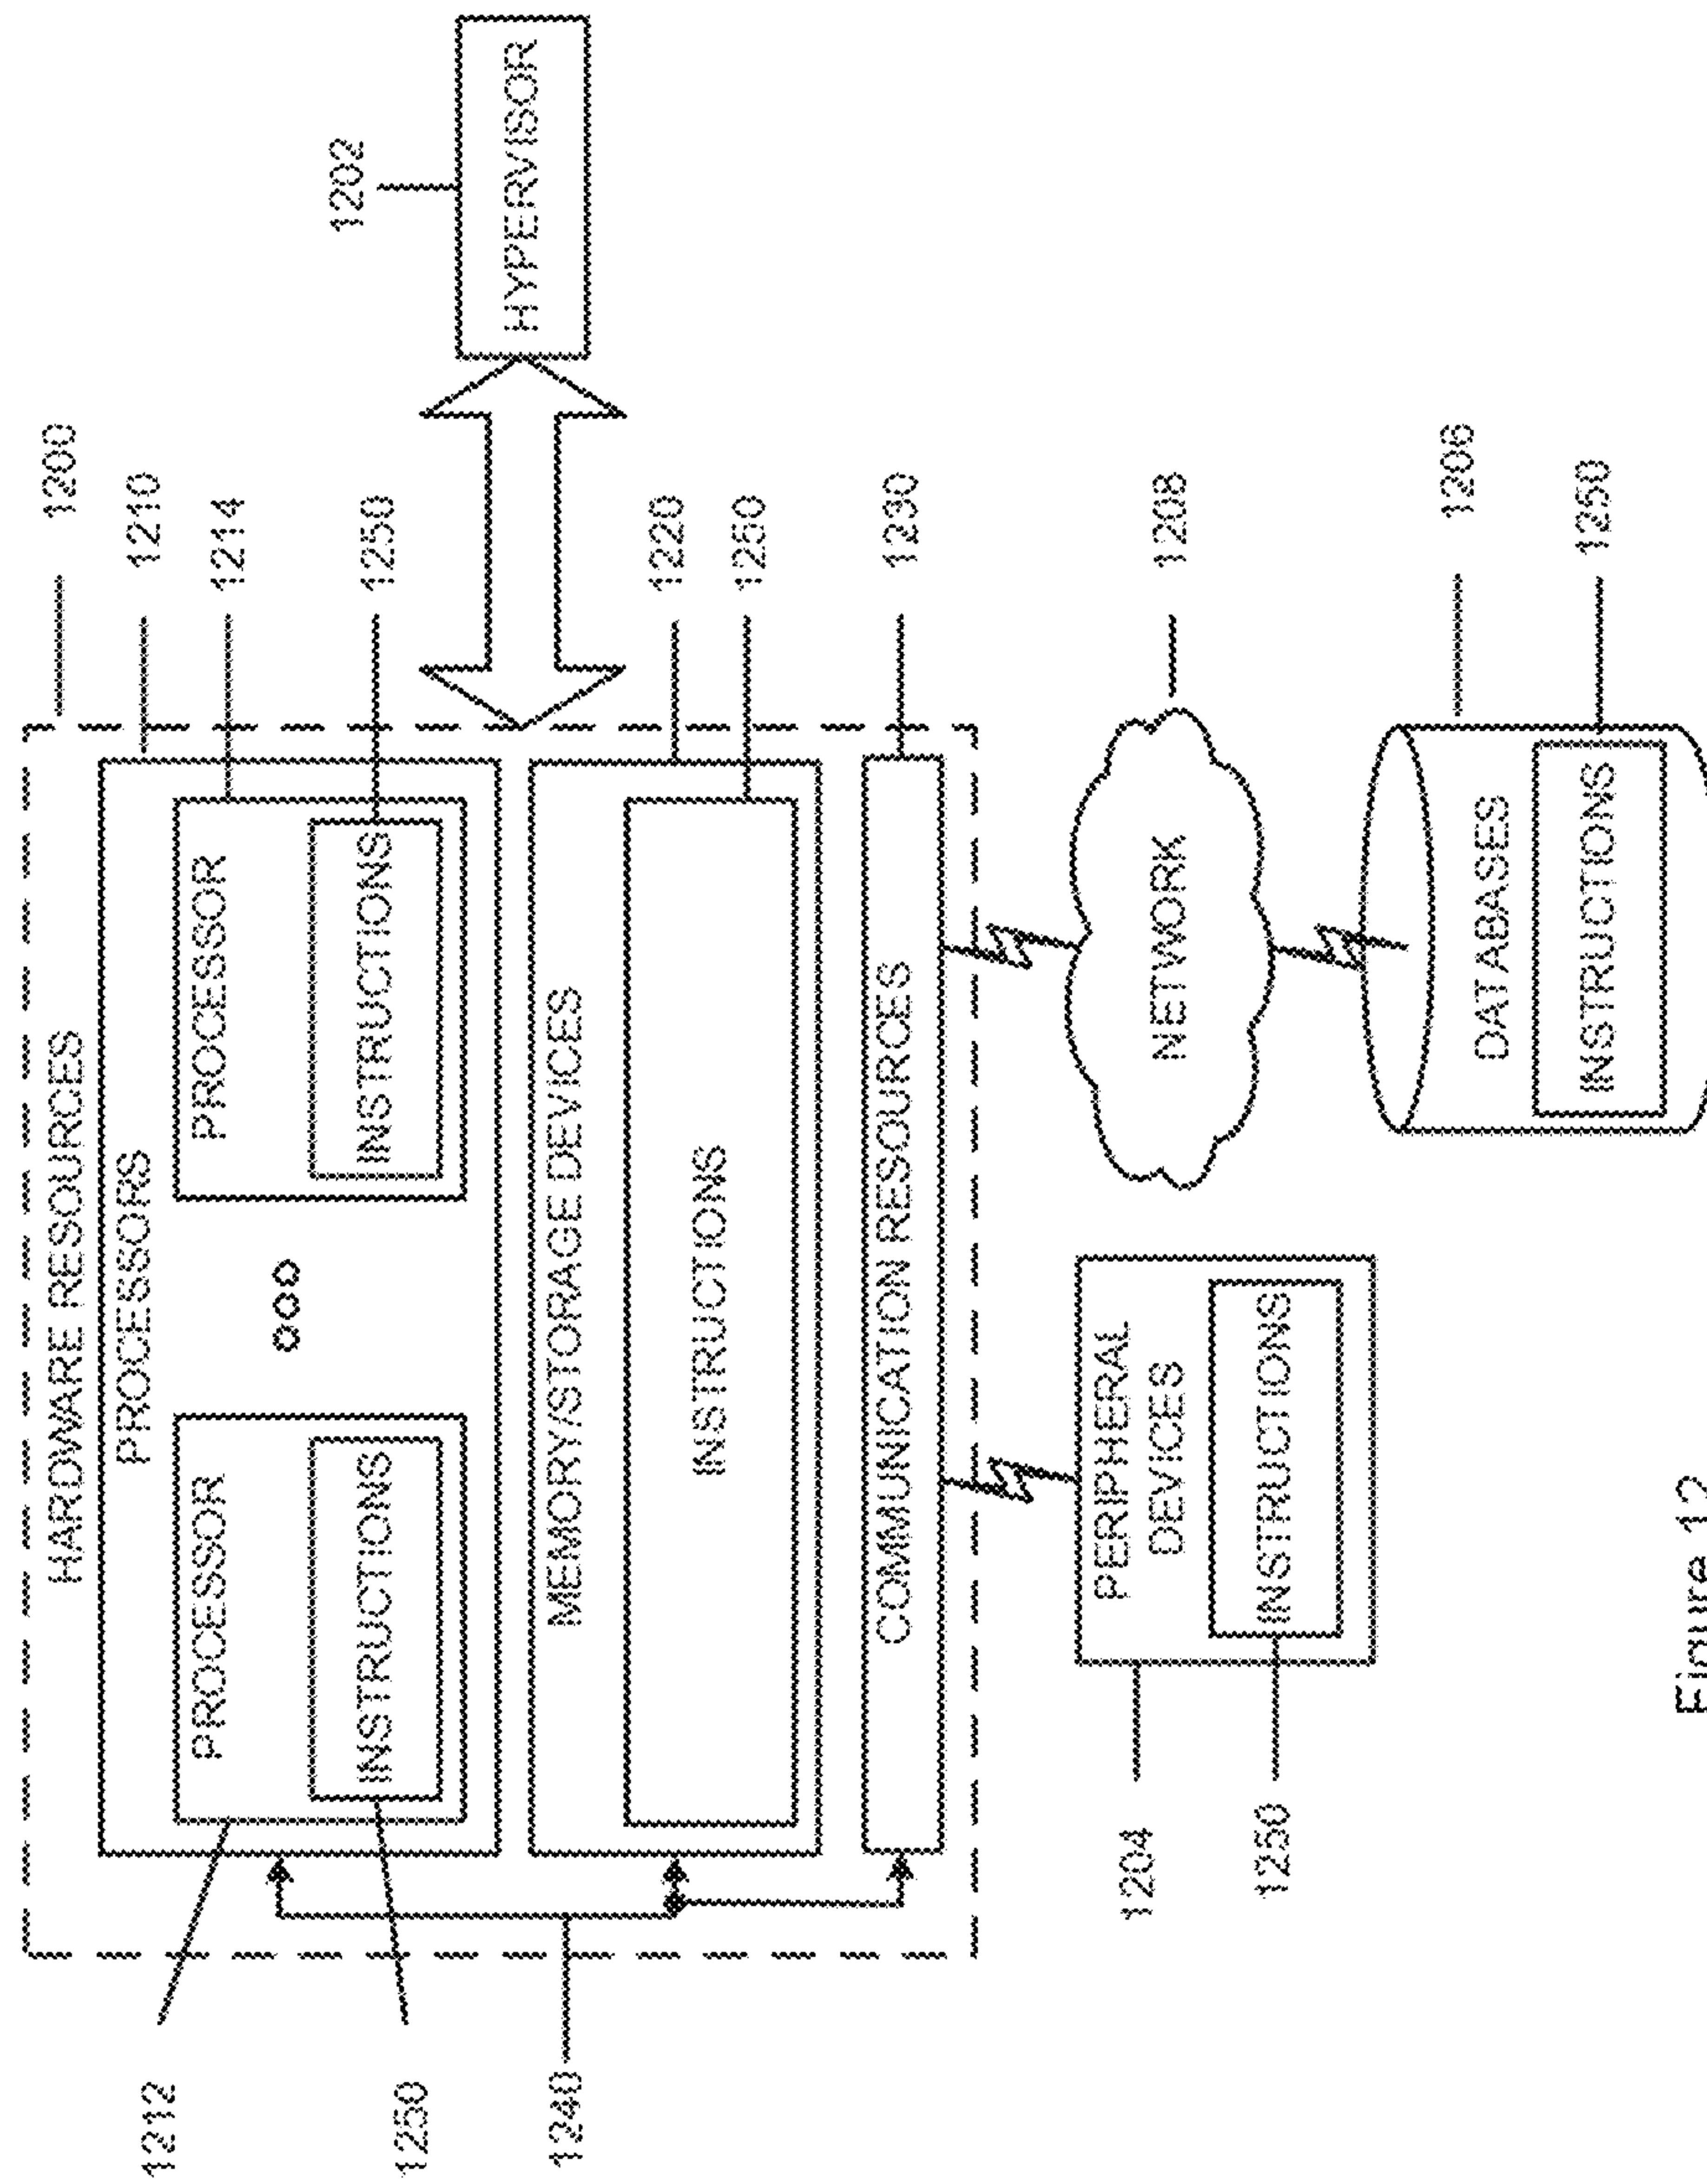 1200
HARDWARE RESOURCES
1210
PROCESSORS
1212
PROCESSOR
PROCESSOR
1214
1250
INSTRUCTIONS
INSTRUCTIONS
1250
1202
HYPERVISOR
1240
MEMORY/STORAGE DEVICES
1220
INSTRUCTIONS
1250
COMMUNICATION RESOURCES
1230
1204
PERIPHERAL
DEVICES
1250
INSTRUCTIONS
NETWORK
1208
1206
DATABASES
INSTRUCTIONS
1250
Figure 12